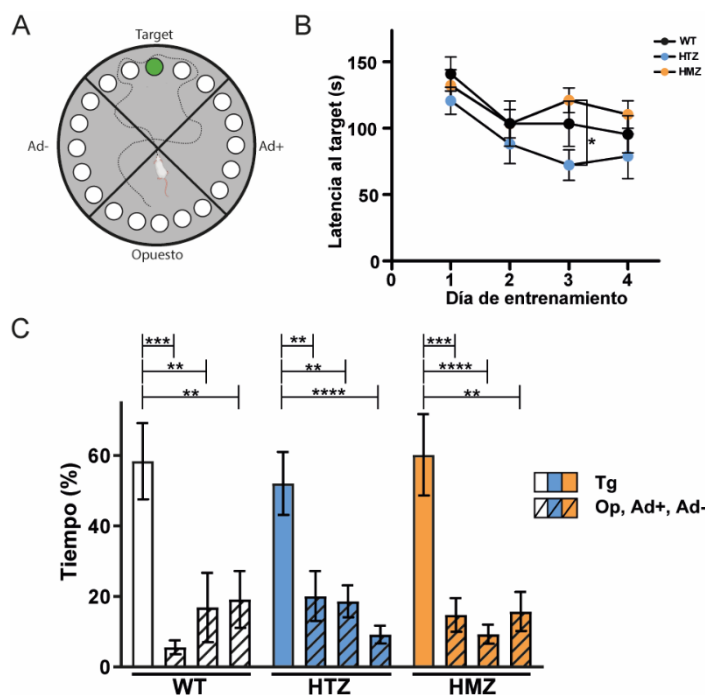 A
Target
Ad-
Ad+
Opuesto
B
Latencia al target (s)
150
100
50
0
0
1
2
3
4
Día de entrenamiento
*
WT
HTZ
HMZ
C
Tiempo (%)
60
40
20
0
***
**
**
**
**
****
***
****
**
WT
HTZ
HMZ
Tg
Op, Ad+, Ad-